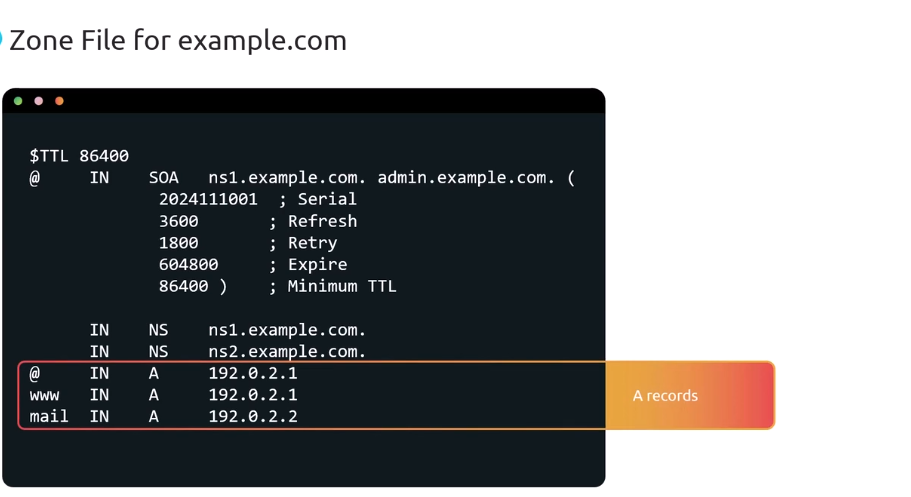 Zone File for example.com
$TTL 86400
@ IN SOA ns1.example.com. admin.example.com. (
2024111001 ; Serial
3600 ; Refresh
1800 ; Retry
604800 ; Expire
86400 ) ; Minimum TTL
IN NS ns1.example.com.
IN NS ns2.example.com.
@ IN A 192.0.2.1
www IN A 192.0.2.1
mail IN A 192.0.2.2
A records